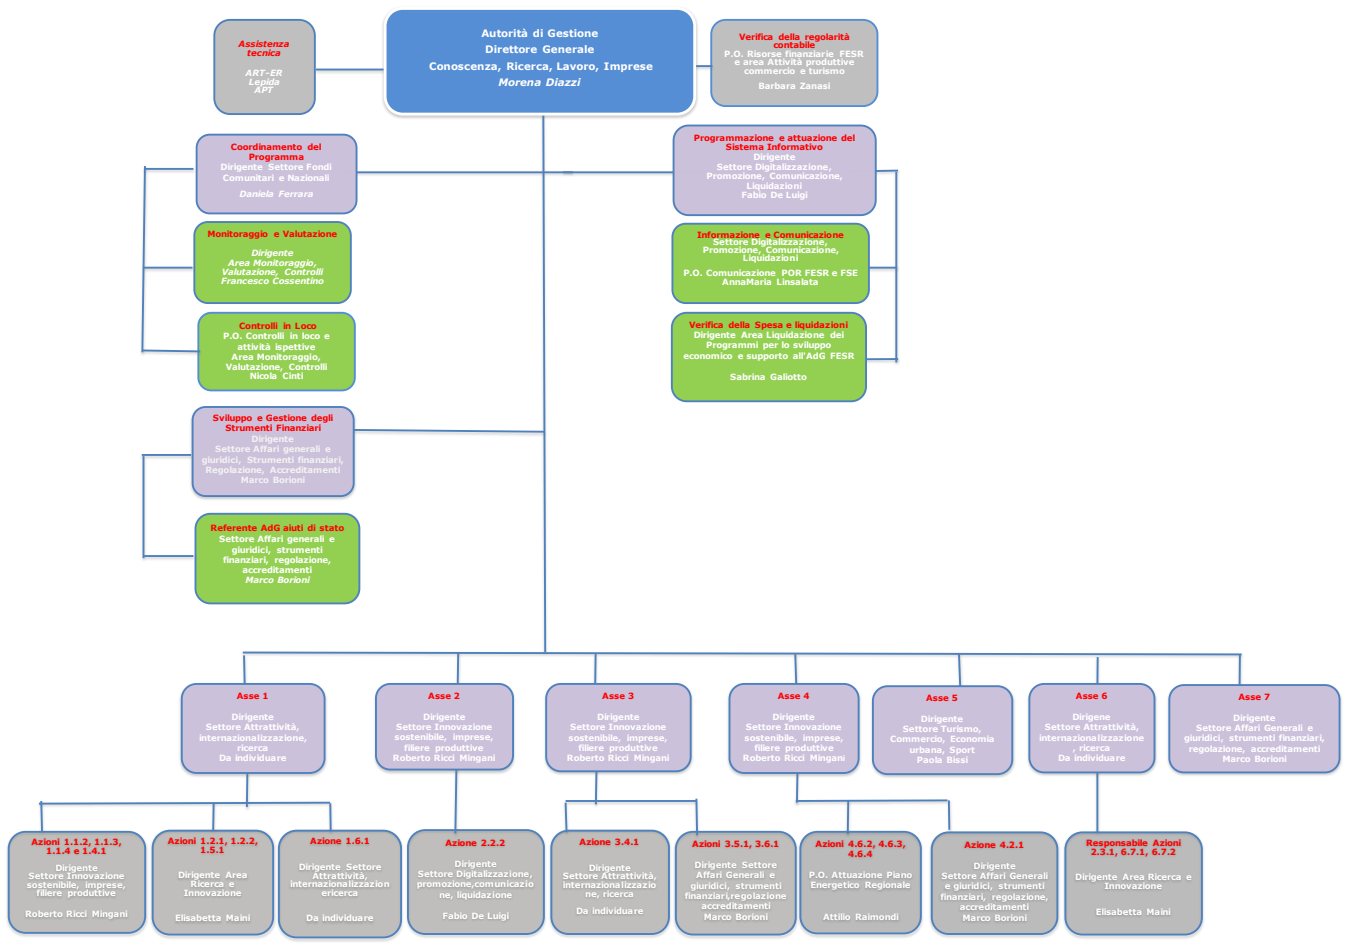 Assistenza
tecnica
ART-ER
Lepida
APT
Autorità di Gestione
Direttore Generale
Conoscenza, Ricerca, Lavoro, Imprese
Morena Diazzi
Verifica della regolarità
contabile
P.O. Risorse finanziarie FESR
e area Attività produttive
commercio e turismo
Barbara Zanasi
Coordinamento del
Programma
Dirigente Settore Fondi
Comunitari e Nazionali
Daniela Ferrara
Programmazione e attuazione del
Sistema Informativo
Dirigente
Settore Digitalizzazione,
Promozione, Comunicazione,
Liquidazioni
Fabio De Luigi
Monitoraggio e Valutazione
Dirigente
Area Monitoraggio,
Valutazione, Controlli
Francesco Cossentino
Informazione e Comunicazione
Settore Digitalizzazione,
Promozione, Comunicazione,
Liquidazioni
P.O. Comunicazione POR FESR e FSE
AnnaMaria Linsalata
Controlli in Loco
P.O. Controlli in loco e
attività ispettive
Area Monitoraggio,
Valutazione, Controlli
Nicola Cinti
Verifica della Spesa e liquidazioni
Dirigente Area Liquidazione dei
Programmi per lo sviluppo
economico e supporto all'AdG FESR
Sabrina Galiotto
Sviluppo e Gestione degli
Strumenti Finanziari
Dirigente
Settore Affari generali e
giuridici, Strumenti finanziari,
Regolazione, Accreditamenti
Marco Borioni
Referente AdG aiuti di stato
Settore Affari generali e
giuridici, strumenti
finanziari, regolazione,
accreditamenti
Marco Borioni
Asse 1
Dirigente
Settore Attrattività,
internazionalizzazione,
ricerca
Da individuare
Asse 2
Dirigente
Settore Innovazione
sostenibile, imprese,
filiere produttive
Roberto Ricci Mingani
Asse 3
Dirigente
Settore Innovazione
sostenibile, imprese,
filiere produttive
Roberto Ricci Mingani
Asse 4
Dirigente
Settore Innovazione
sostenibile, imprese,
filiere produttive
Roberto Ricci Mingani
Asse 5
Dirigente
Settore Turismo,
Commercio, Economia
urbana, Sport
Paola Bissi
Asse 6
Dirigene
Settore Attrattività,
internazionalizzazione
, ricerca
Da individuare
Asse 7
Dirigente
Settore Affari Generali e
giuridici, strumenti finanziari,
regolazione, accreditamenti
Marco Borioni
Azioni 1.1.2, 1.1.3,
1.1.4 e 1.4.1
Dirigente
Settore Innovazione
sostenibile, imprese,
filiere produttive
Roberto Ricci Mingani
Azioni 1.2.1, 1.2.2,
1.5.1
Dirigente Area
Ricerca e
Innovazione
Elisabetta Maini
Azione 1.6.1
Dirigente Settore
Attrattività,
internazionalizzazion
ericerca
Da individuare
Azione 2.2.2
Dirigente
Settore Digitalizzazione,
promozione,comunicazio
ne, liquidazione
Fabio De Luigi
Azione 3.4.1
Dirigente
Settore Attrattività,
internazionalizzazio
ne, ricerca
Da individuare
Azioni 3.5.1, 3.6.1
Dirigente Settore
Affari Generali e
giuridici, strumenti
finanziari,regolazione
accreditamenti
Marco Borioni
Azioni 4.6.2, 4.6.3,
4.6.4
P.O. Attuazione Piano
Energetico Regionale
Attilio Raimondi
Azione 4.2.1
Dirigente
Settore Affari Generali
e giuridici, strumenti
finanziari, regolazione,
accreditamenti
Marco Borioni
Responsabile Azioni
2.3.1, 6.7.1, 6.7.2
Dirigente Area Ricerca e
Innovazione
Elisabetta Maini